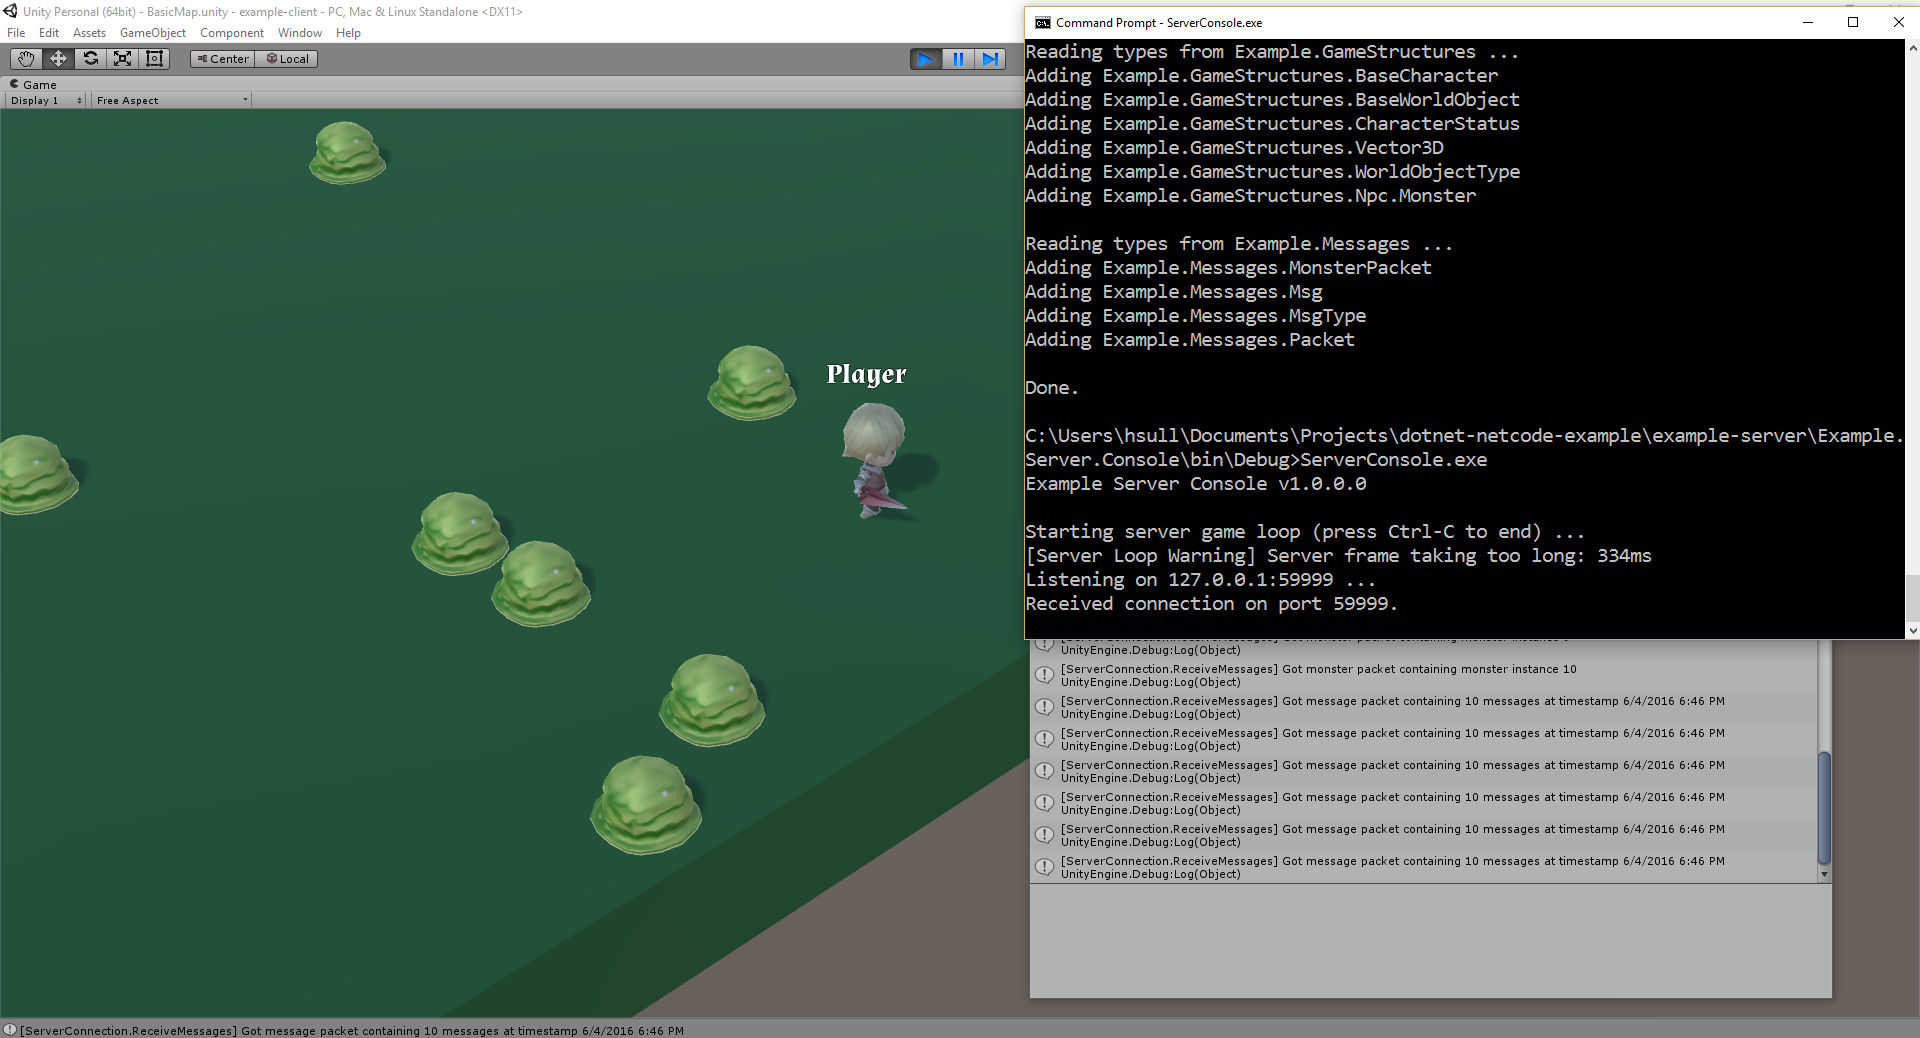 Unity Personal (64bit) - BasicMap.unity - example-client - PC, Mac & Linux Standalone <DX11>
File Edit Assets GameObject Component Window Help
Center Local
Game
Display 1 Free Aspect
Player
Command Prompt - ServerConsole.exe
Reading types from Example.GameStructures ...
Adding Example.GameStructures.BaseCharacter
Adding Example.GameStructures.BaseWorldObject
Adding Example.GameStructures.CharacterStatus
Adding Example.GameStructures.Vector3D
Adding Example.GameStructures.WorldObjectType
Adding Example.GameStructures.Npc.Monster
Reading types from Example.Messages ...
Adding Example.Messages.MonsterPacket
Adding Example.Messages.Msg
Adding Example.Messages.MsgType
Adding Example.Messages.Packet
Done.
C:\Users\hsull\Documents\Projects\dotnet-netcode-example\example-server\Example.
Server.Console\bin\Debug>ServerConsole.exe
Example Server Console v1.0.0.0
Starting server game loop (press Ctrl-C to end) ...
[Server Loop Warning] Server frame taking too long: 334ms
Listening on 127.0.0.1:59999 ...
Received connection on port 59999.
[ServerConnection.ReceiveMessages] Got monster packet containing monster instance
UnityEngine.Debug:Log(Object)
[ServerConnection.ReceiveMessages] Got monster packet containing monster instance 10
UnityEngine.Debug:Log(Object)
[ServerConnection.ReceiveMessages] Got message packet containing 10 messages at timestamp 6/4/2016 6:46 PM
UnityEngine.Debug:Log(Object)
[ServerConnection.ReceiveMessages] Got message packet containing 10 messages at timestamp 6/4/2016 6:46 PM
UnityEngine.Debug:Log(Object)
[ServerConnection.ReceiveMessages] Got message packet containing 10 messages at timestamp 6/4/2016 6:46 PM
UnityEngine.Debug:Log(Object)
[ServerConnection.ReceiveMessages] Got message packet containing 10 messages at timestamp 6/4/2016 6:46 PM
UnityEngine.Debug:Log(Object)
[ServerConnection.ReceiveMessages] Got message packet containing 10 messages at timestamp 6/4/2016 6:46 PM
UnityEngine.Debug:Log(Object)
[ServerConnection.ReceiveMessages] Got message packet containing 10 messages at timestamp 6/4/2016 6:46 PM
UnityEngine.Debug:Log(Object)
[ServerConnection.ReceiveMessages] Got message packet containing 10 messages at timestamp 6/4/2016 6:46 PM